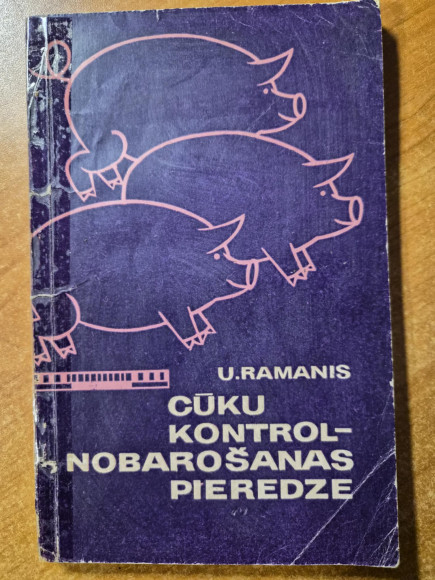 U.RAMANIS
CŪKU
KONTROL-
NOBAROŠANAS
PIEREDZE